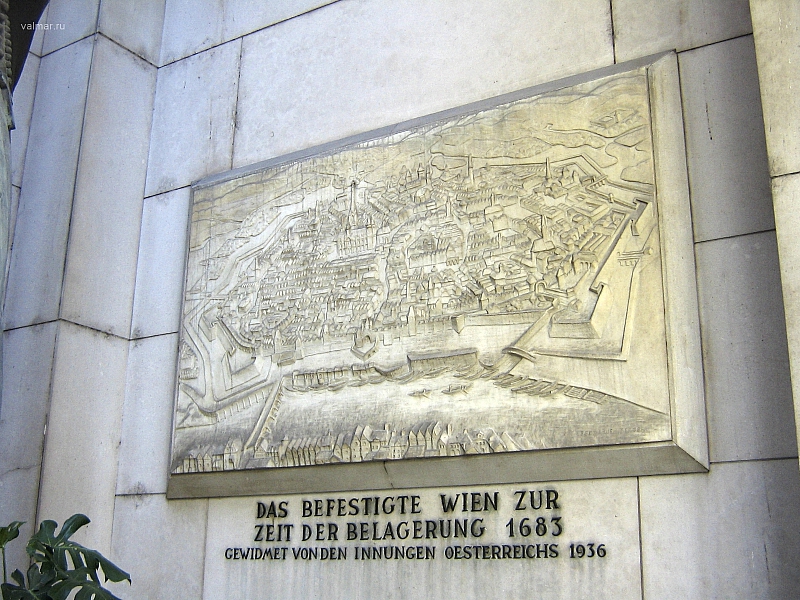 valmar.ru
DAS BEFESTIGTE WIEN ZUR
ZEIT DER BELAGERUNG 1683
GEWIDMET VON DEN INNUNGEN OESTERREICHS 1936